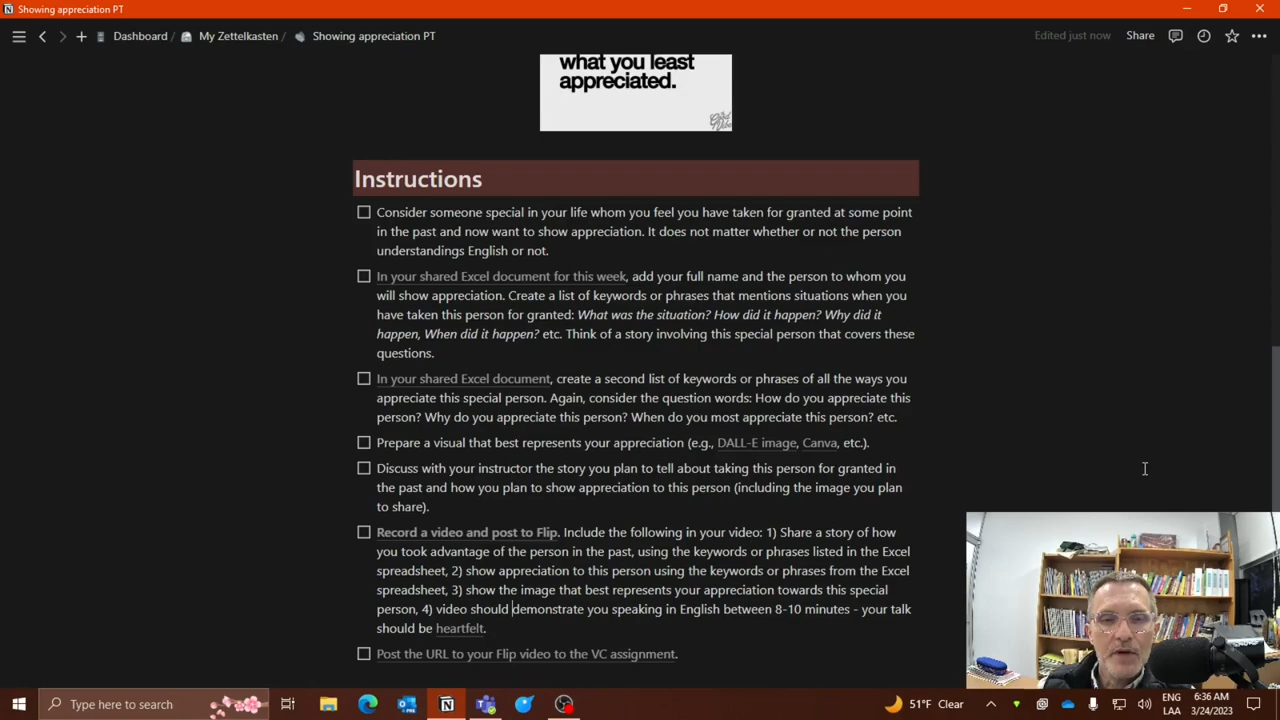 Showing appreciation PT
Dashboard / My Zettelkasten / Showing appreciation PT
Edited just now Share
what you least
appreciated.
Instructions
Consider someone special in your life whom you feel you have taken for granted at some point
in the past and now want to show appreciation. It does not matter whether or not the person
understandings English or not.
In your shared Excel document for this week, add your full name and the person to whom you
will show appreciation. Create a list of keywords or phrases that mentions situations when you
have taken this person for granted: What was the situation? How did it happen? Why did it
happen, When did it happen? etc. Think of a story involving this special person that covers these
questions.
In your shared Excel document, create a second list of keywords or phrases of all the ways you
appreciate this special person. Again, consider the question words: How do you appreciate this
person? Why do you appreciate this person? When do you most appreciate this person? etc.
Prepare a visual that best represents your appreciation (e.g., DALL-E image, Canva, etc.).
Discuss with your instructor the story you plan to tell about taking this person for granted in
the past and how you plan to show appreciation to this person (including the image you plan
to share).
Record a video and post to Flip. Include the following in your video: 1) Share a story of how
you took advantage of the person in the past, using the keywords or phrases listed in the Excel
spreadsheet, 2) show appreciation to this person using the keywords or phrases from the Excel
spreadsheet, 3) show the image that best represents your appreciation towards this special
person, 4) video should demonstrate you speaking in English between 8-10 minutes - your talk
should be heartfelt.
Post the URL to your Flip video to the VC assignment.
Type here to search
51°F Clear
ENG
LAA
6:36 AM
3/24/2023